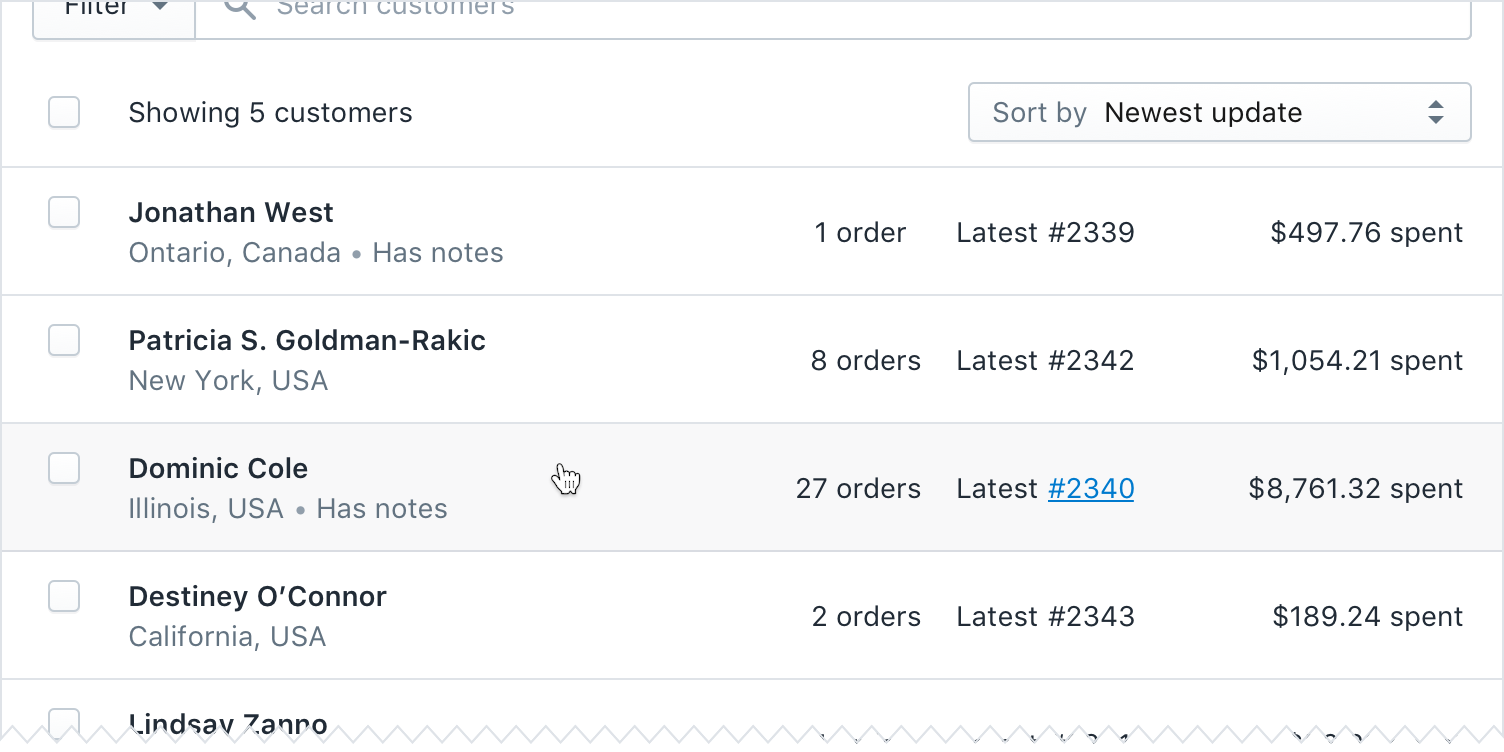 Filter Search customers
Showing 5 customers Sort by Newest update
Jonathan West
Ontario, Canada • Has notes
1 order Latest #2339 $497.76 spent
Patricia S. Goldman-Rakic
New York, USA
8 orders Latest #2342 $1,054.21 spent
Dominic Cole
Illinois, USA • Has notes
27 orders Latest #2340 $8,761.32 spent
Destiney O’Connor
California, USA
2 orders Latest #2343 $189.24 spent
Lindsay Zanno